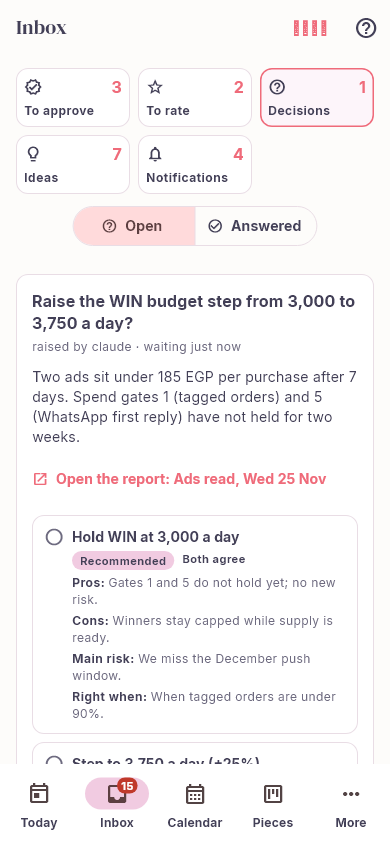 Inbox
3
To approve
2
To rate
1
Decisions
7
Ideas
4
Notifications
Open
Answered
Raise the WIN budget step from 3,000 to
3,750 a day?
raised by claude · waiting just now
Two ads sit under 185 EGP per purchase after 7
days. Spend gates 1 (tagged orders) and 5
(WhatsApp first reply) have not held for two
weeks.
Open the report: Ads read, Wed 25 Nov
Hold WIN at 3,000 a day
Recommended Both agree
Pros: Gates 1 and 5 do not hold yet; no new
risk.
Cons: Winners stay capped while supply is
ready.
Main risk: We miss the December push
window.
Right when: When tagged orders are under
90%.
Step to 3,750 a day (+25%)
15
Today
Inbox
Calendar
Pieces
More